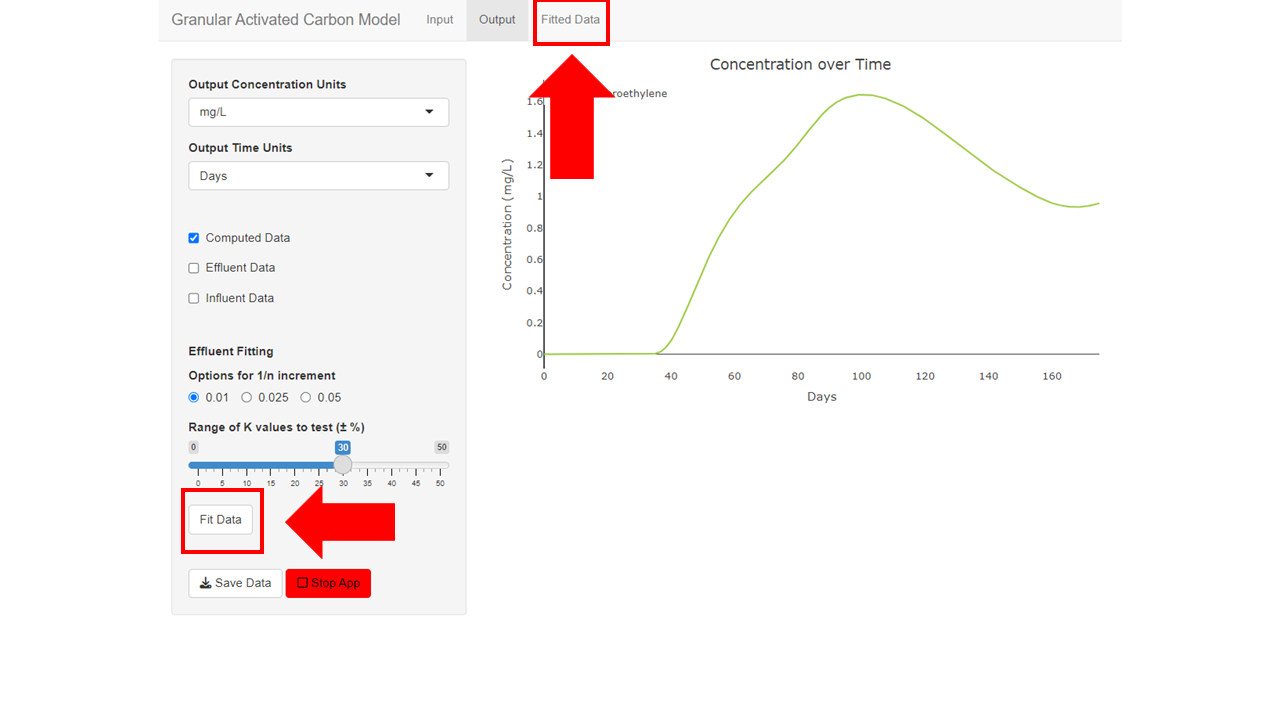 Granular Activated Carbon Model Input Output Fitted Data
Output Concentration Units
mg/L
Output Time Units
Days
Computed Data
Effluent Data
Influent Data
Effluent Fitting
Options for 1/n increment
0.01 0.025 0.05
Range of K values to test (± %)
0 30 50
0 5 10 15 20 25 30 35 40 45 50
Fit Data
Save Data Stop App
Concentration over Time
1.6
1.4
1.2
1
0.8
0.6
0.4
0.2
0
Concentration (mg/L)
0 20 40 60 80 100 120 140 160
Days